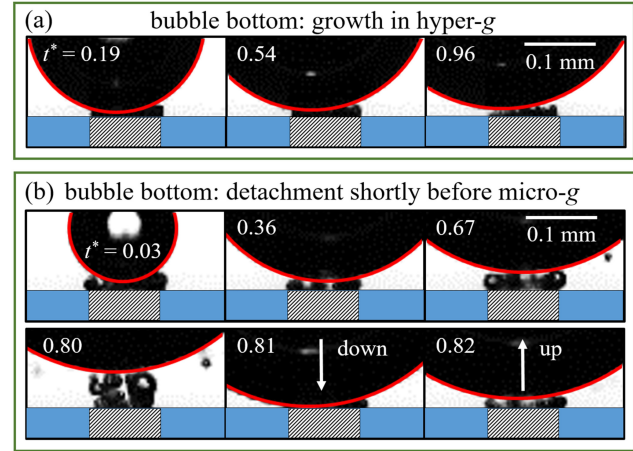 (a) bubble bottom: growth in hyper-g
t* = 0.19
0.54
0.96
0.1 mm
(b) bubble bottom: detachment shortly before micro-g
t* = 0.03
0.36
0.67
0.1 mm
0.80
0.81
down
0.82
up